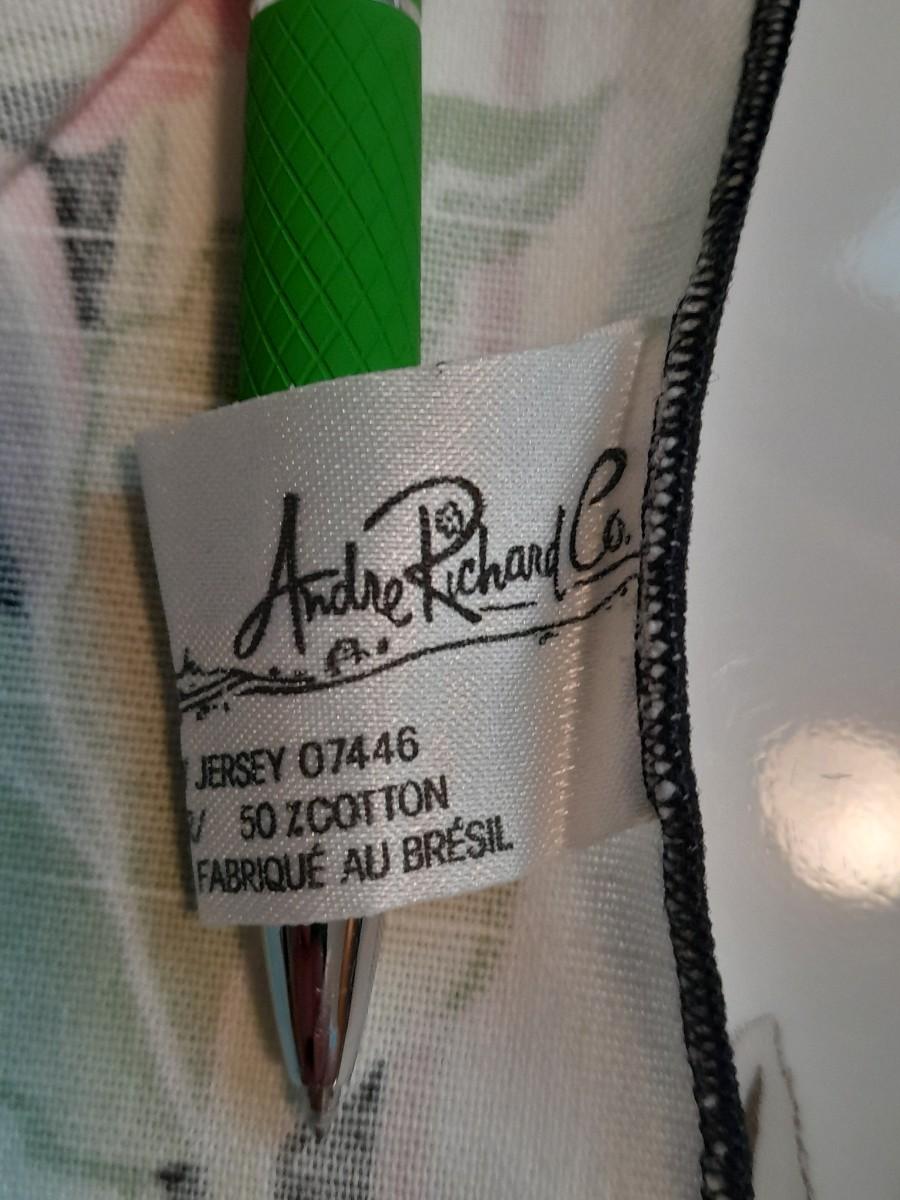 Andre Richard Co.
JERSEY 07446
/ 50 % COTTON
FABRIQUÉ AU BRÉSIL